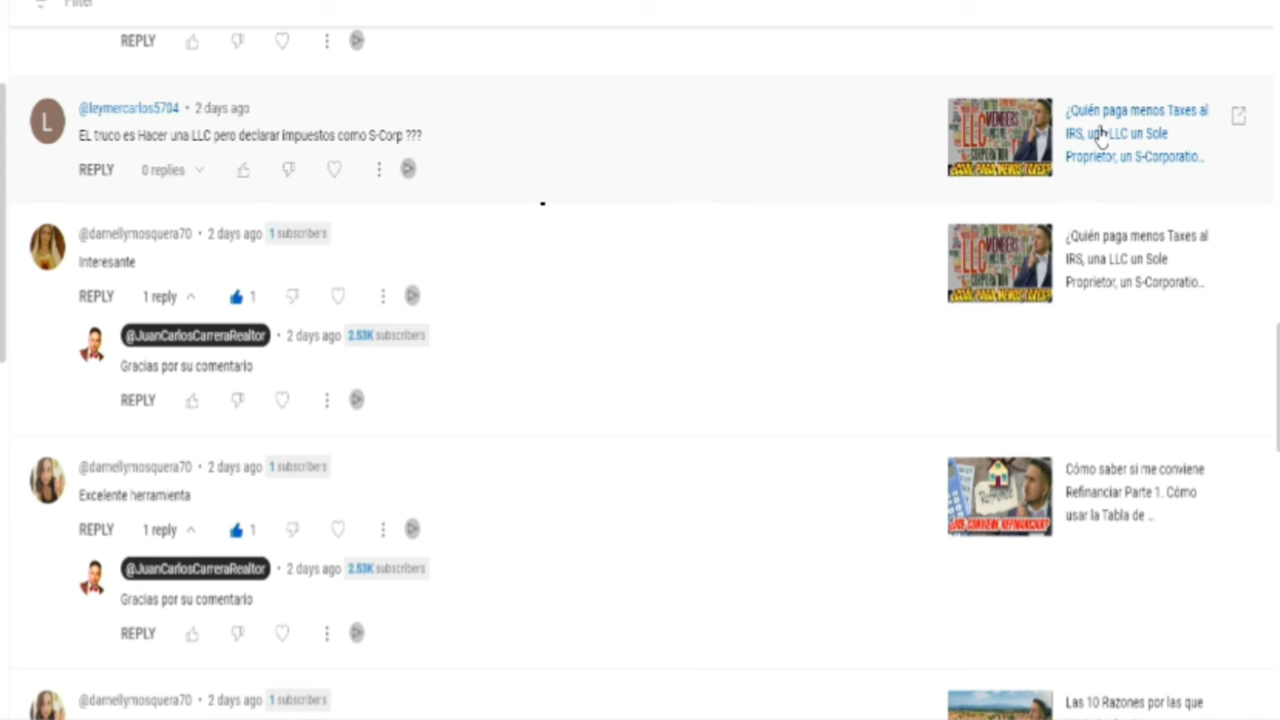 Filter
REPLY
@leymercarlos5704 • 2 days ago
EL truco es Hacer una LLC pero declarar impuestos como S-Corp ???
REPLY 0 replies
¿Quién paga menos Taxes al
IRS, una LLC un Sole
Proprietor, un S-Corporatio...
@darnellymosquera70 • 2 days ago 1 subscribers
Interesante
REPLY 1 reply 1
¿Quién paga menos Taxes al
IRS, una LLC un Sole
Proprietor, un S-Corporatio...
@JuanCarlosCarreraRealtor • 2 days ago 2.53K subscribers
Gracias por su comentario
REPLY
@darnellymosquera70 • 2 days ago 1 subscribers
Excelente herramienta
REPLY 1 reply 1
Cómo saber si me conviene
Refinanciar Parte 1. Cómo
usar la Tabla de ...
@JuanCarlosCarreraRealtor • 2 days ago 2.53K subscribers
Gracias por su comentario
REPLY
@darnellymosquera70 • 2 days ago 1 subscribers
Las 10 Razones por las que